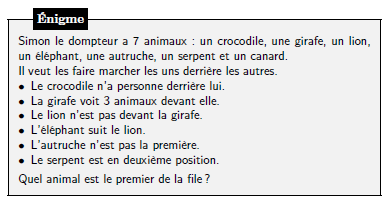 Énigme
Simon le dompteur a 7 animaux : un crocodile, une girafe, un lion,
un éléphant, une autruche, un serpent et un canard.
Il veut les faire marcher les uns derrière les autres.
• Le crocodile n'a personne derrière lui.
• La girafe voit 3 animaux devant elle.
• Le lion n'est pas devant la girafe.
• L'éléphant suit le lion.
• L'autruche n'est pas la première.
• Le serpent est en deuxième position.
Quel animal est le premier de la file ?